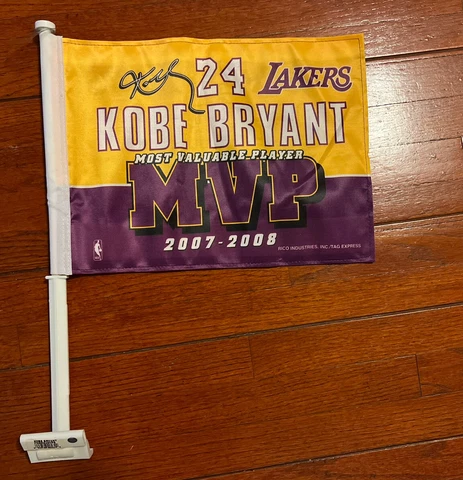 24 LAKERS
KOBE BRYANT
MOST VALUABLE PLAYER
MVP
2007-2008
RICO INDUSTRIES, INC./TAG EXPRESS